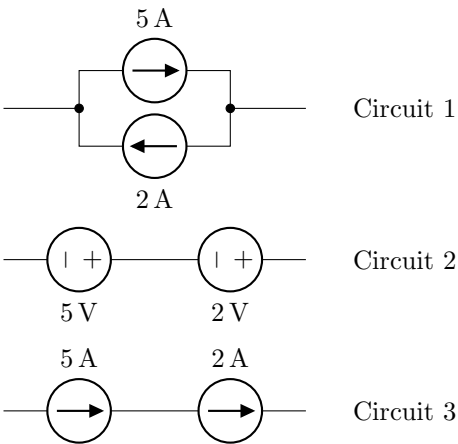 5 A
Circuit 1
2 A
− + − + Circuit 2
5 V 2 V
5 A 2 A
Circuit 3